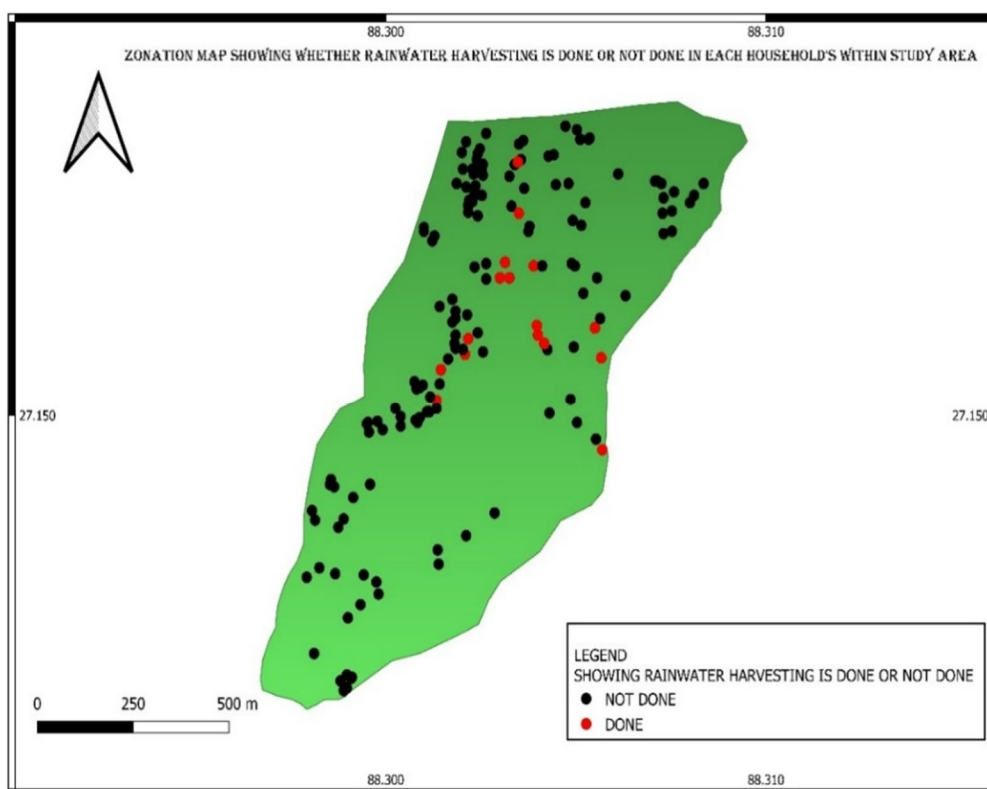 88.300 88.310
ZONATION MAP SHOWING WHETHER RAINWATER HARVESTING IS DONE OR NOT DONE IN EACH HOUSEHOLD'S WITHIN STUDY AREA
27.150 27.150
LEGEND
SHOWING RAINWATER HARVESTING IS DONE OR NOT DONE
NOT DONE
DONE
0 250 500 m
88.300 88.310